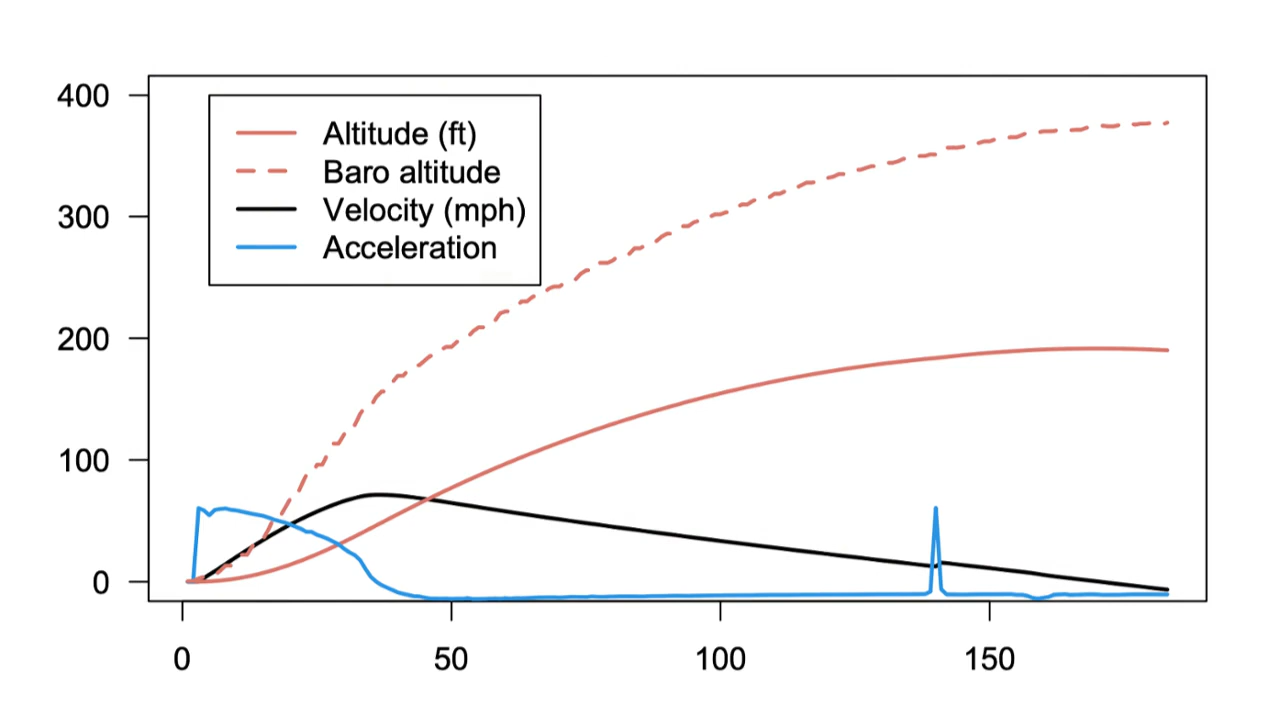 400
300
200
100
0
Altitude (ft)
Baro altitude
Velocity (mph)
Acceleration
0 50 100 150